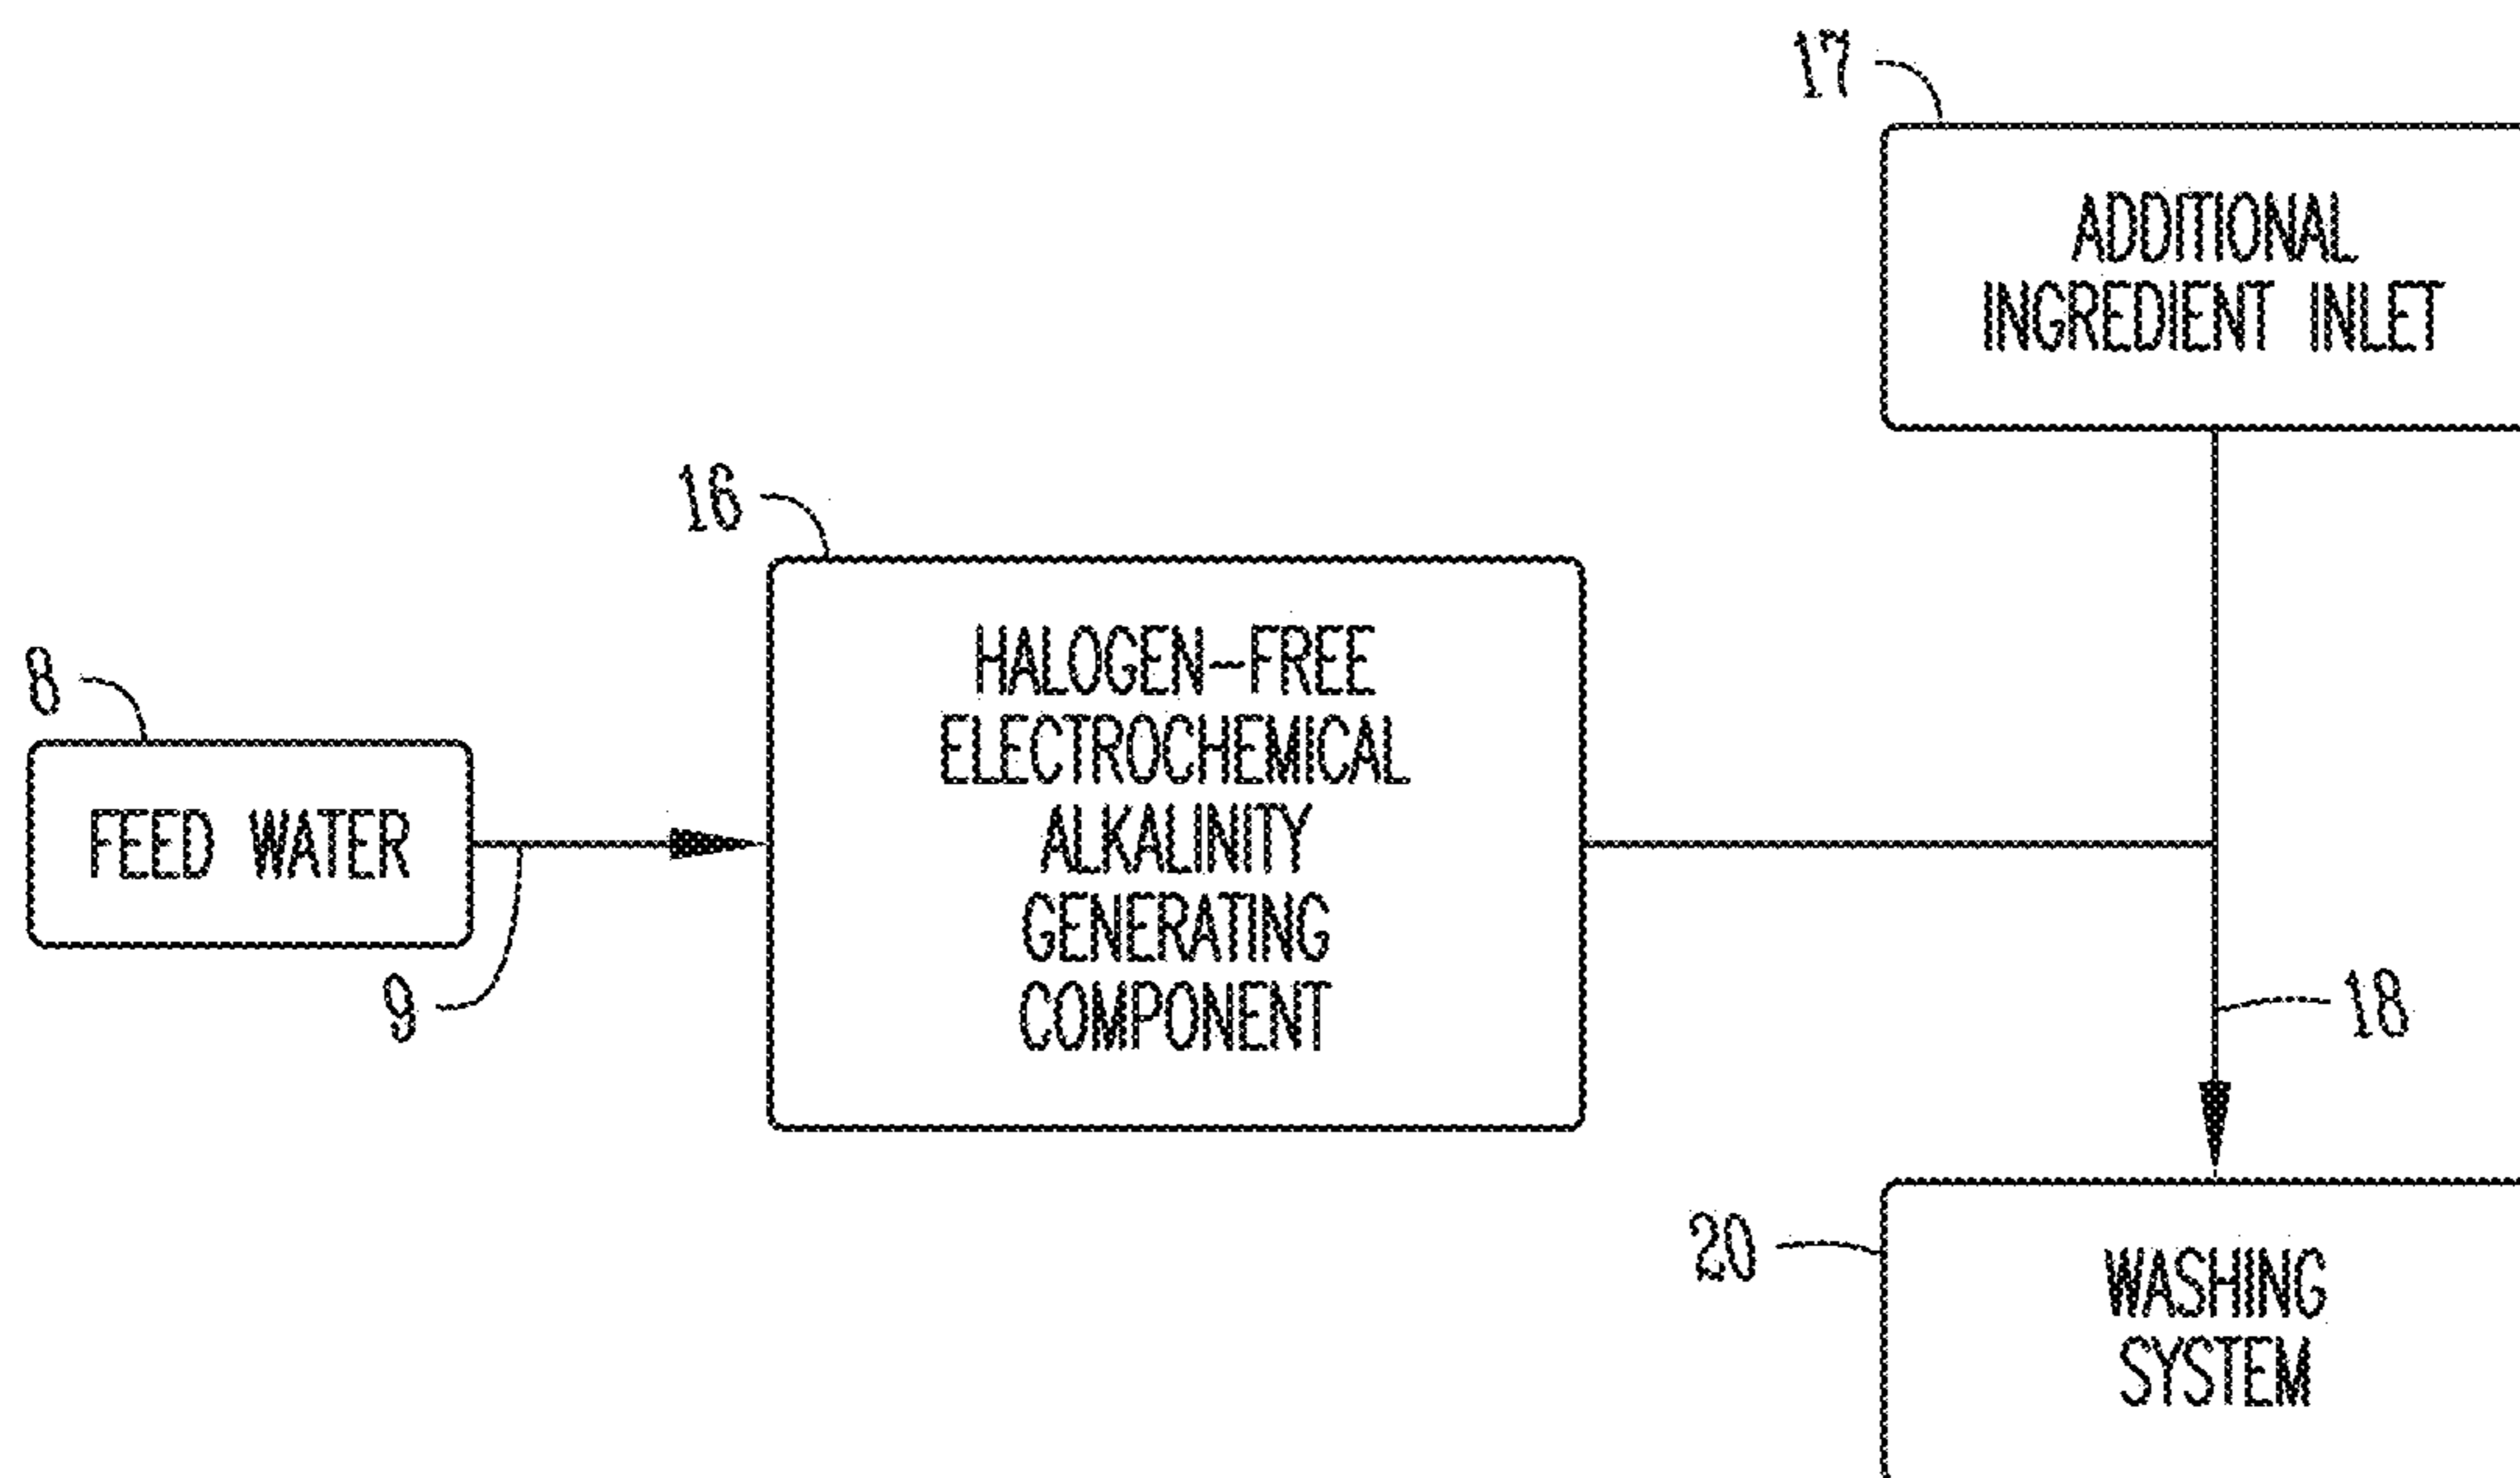 17
ADDITIONAL
INGREDIENT INLET
16
HALOGEN-FREE
ELECTROCHEMICAL
ALKALINITY
GENERATING
COMPONENT
8
FEED WATER
9
18
20
WASHING
SYSTEM